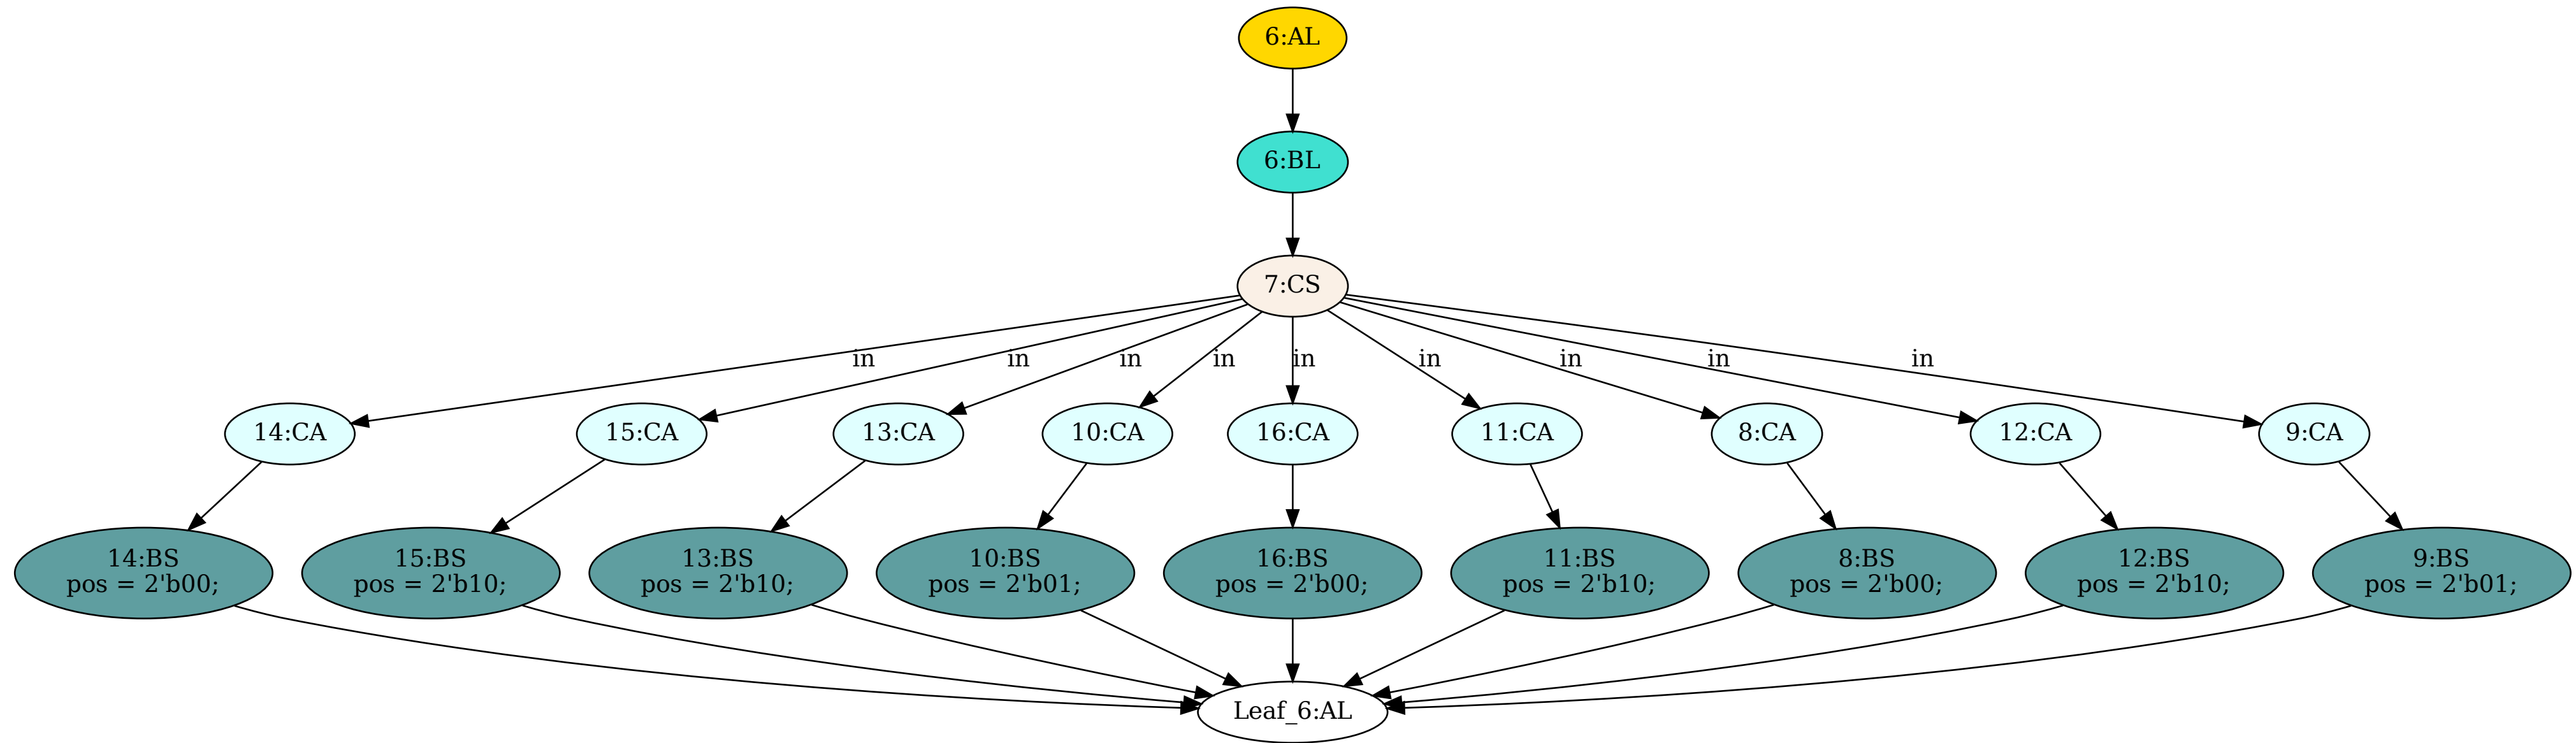 6:AL
6:BL
7:CS
in in in in in in in in in
14:CA 15:CA 13:CA 10:CA 16:CA 11:CA 8:CA 12:CA 9:CA
14:BS
pos = 2'b00;
15:BS
pos = 2'b10;
13:BS
pos = 2'b10;
10:BS
pos = 2'b01;
16:BS
pos = 2'b00;
11:BS
pos = 2'b10;
8:BS
pos = 2'b00;
12:BS
pos = 2'b10;
9:BS
pos = 2'b01;
Leaf_6:AL